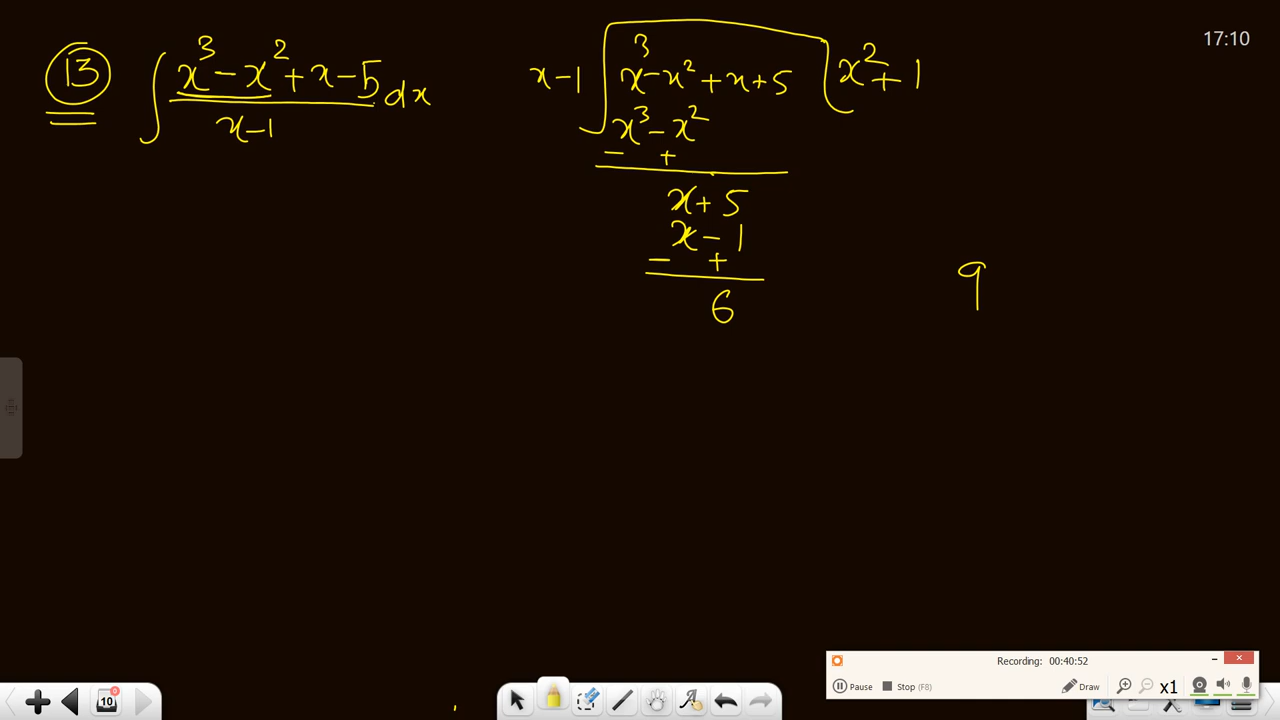 17:10
13 ∫ x³ - x² + x - 5 dx
x - 1
x - 1 x³ - x² + x + 5 x² + 1
x³ - x²
- +
x + 5
x - 1
- +
6
9
Recording: 00:40:52
Pause Stop (F8) Draw x1
10 0